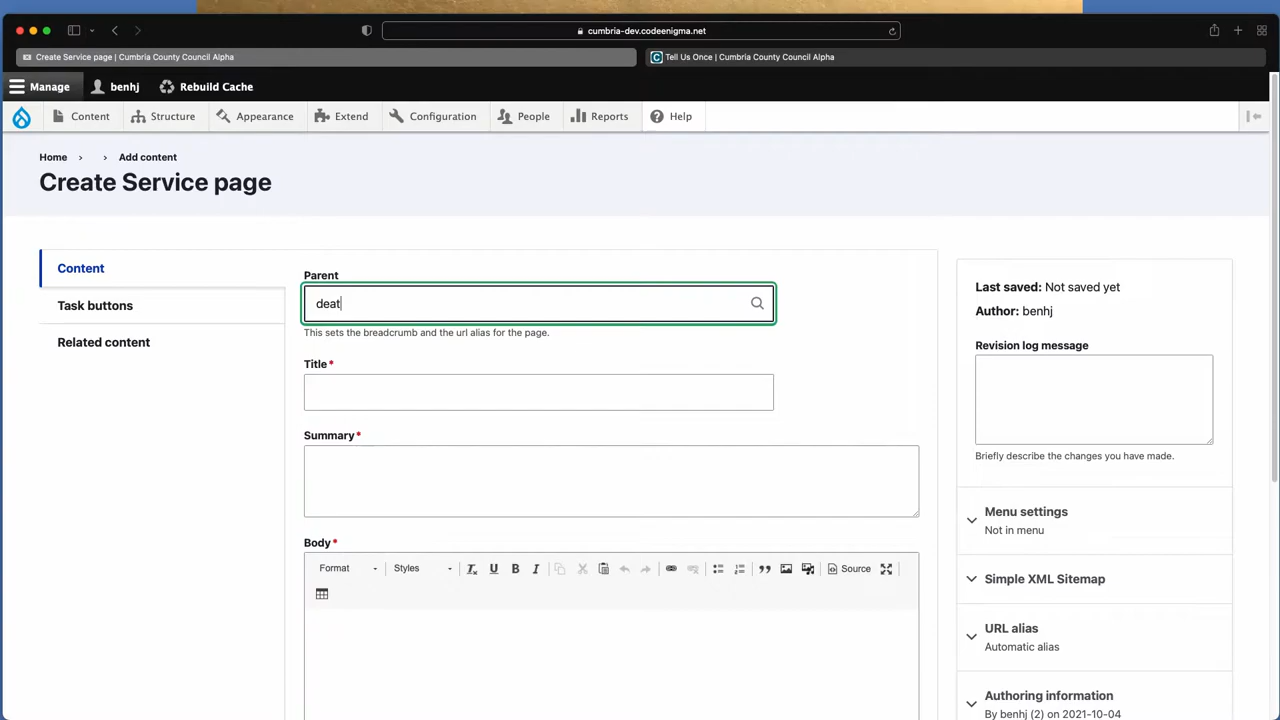 cumbria-dev.codeenigma.net
Create Service page | Cumbria County Council Alpha
Tell Us Once | Cumbria County Council Alpha
Manage benhj Rebuild Cache
Content Structure Appearance Extend Configuration People Reports Help
Home › › Add content
Create Service page
Content
Task buttons
Related content
Parent
deat
This sets the breadcrumb and the url alias for the page.
Title*
Summary*
Body*
Format Styles Source
Last saved: Not saved yet
Author: benhj
Revision log message
Briefly describe the changes you have made.
Menu settings
Not in menu
Simple XML Sitemap
URL alias
Automatic alias
Authoring information
By benhj (2) on 2021-10-04